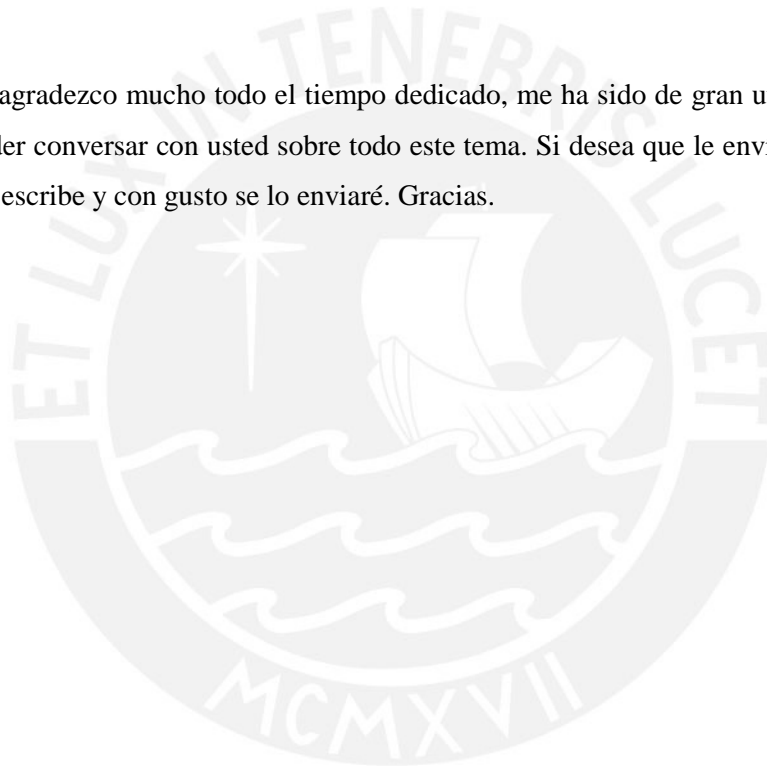 agradezco mucho todo el tiempo dedicado, me ha sido de gran u
der conversar con usted sobre todo este tema. Si desea que le envi
escribe y con gusto se lo enviaré. Gracias.
ET LUX IN TENEBRIS LUCET
MCMXVII